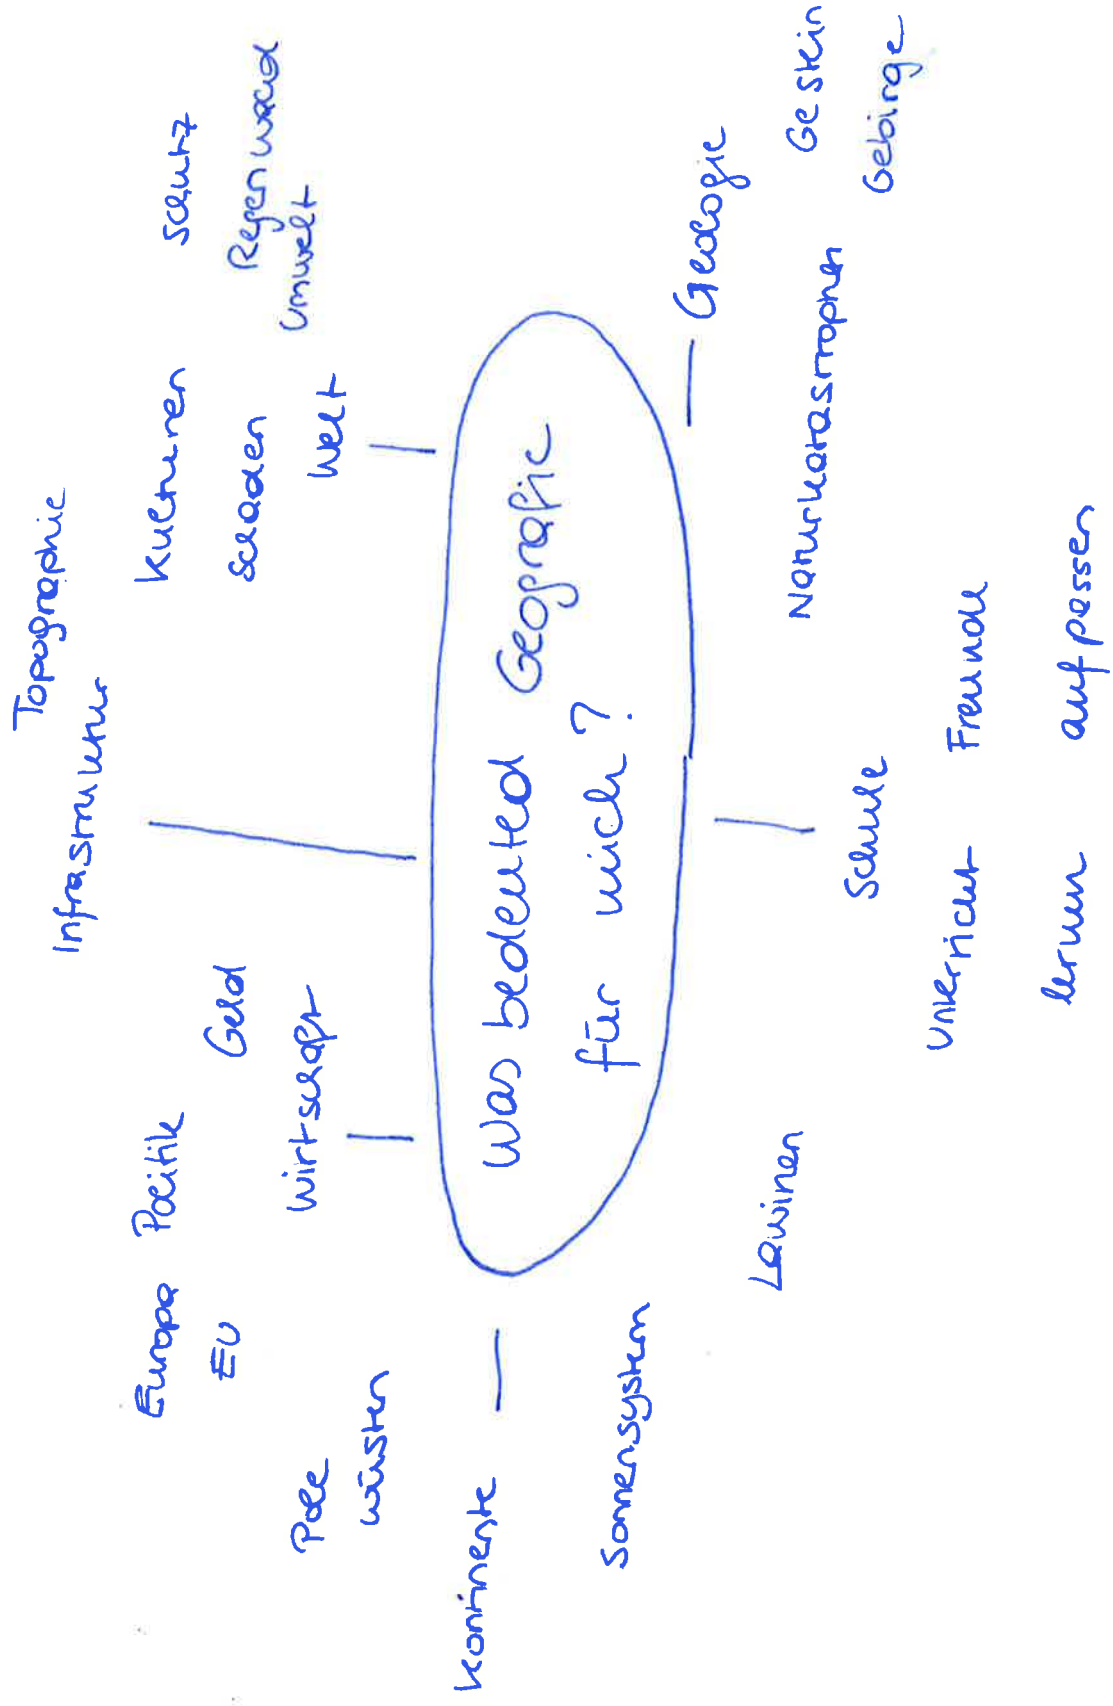 Topographie
Infrastruktur
Europa
Politik
Kulturen
Schutz
EU
Geld
Schaden
Regenwald
Umwelt
Pole
Wirtschaft
Welt
Wüsten
Kontinente
Was bedeuted Geografie
für mich?
Sonnensystem
Geologie
Lawinen
Naturkatastrophen
Gestein
Gebirge
Schule
Unterricht
Freunde
lernen
aufpassen